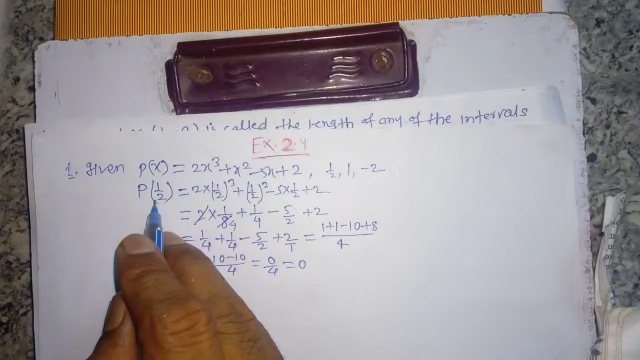 is called the length of any of the intervals
Ex. 2.4
1. Given P(x) = 2x³+x²-5x+2, ½, 1, -2
P(½) = 2×(½)³+(½)²-5×½+2
= 2×1/84+1/4-5/2+2
= 1/4+1/4-5/2+2/1 = 1+1-10+8/4
10-10/4 = 0/4 = 0